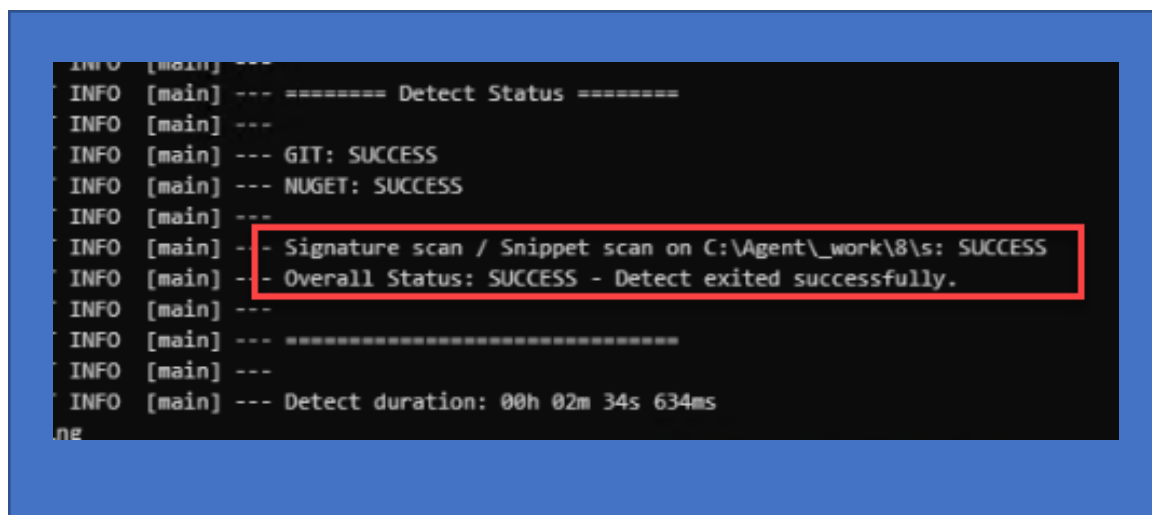 INFO [main] ---
INFO [main] --- ======== Detect Status ========
INFO [main] ---
INFO [main] --- GIT: SUCCESS
INFO [main] --- NUGET: SUCCESS
INFO [main] ---
INFO [main] --- Signature scan / Snippet scan on C:\Agent\_work\8\s: SUCCESS
INFO [main] --- Overall Status: SUCCESS - Detect exited successfully.
INFO [main] ---
INFO [main] --- ===============================
INFO [main] ---
INFO [main] --- Detect duration: 00h 02m 34s 634ms